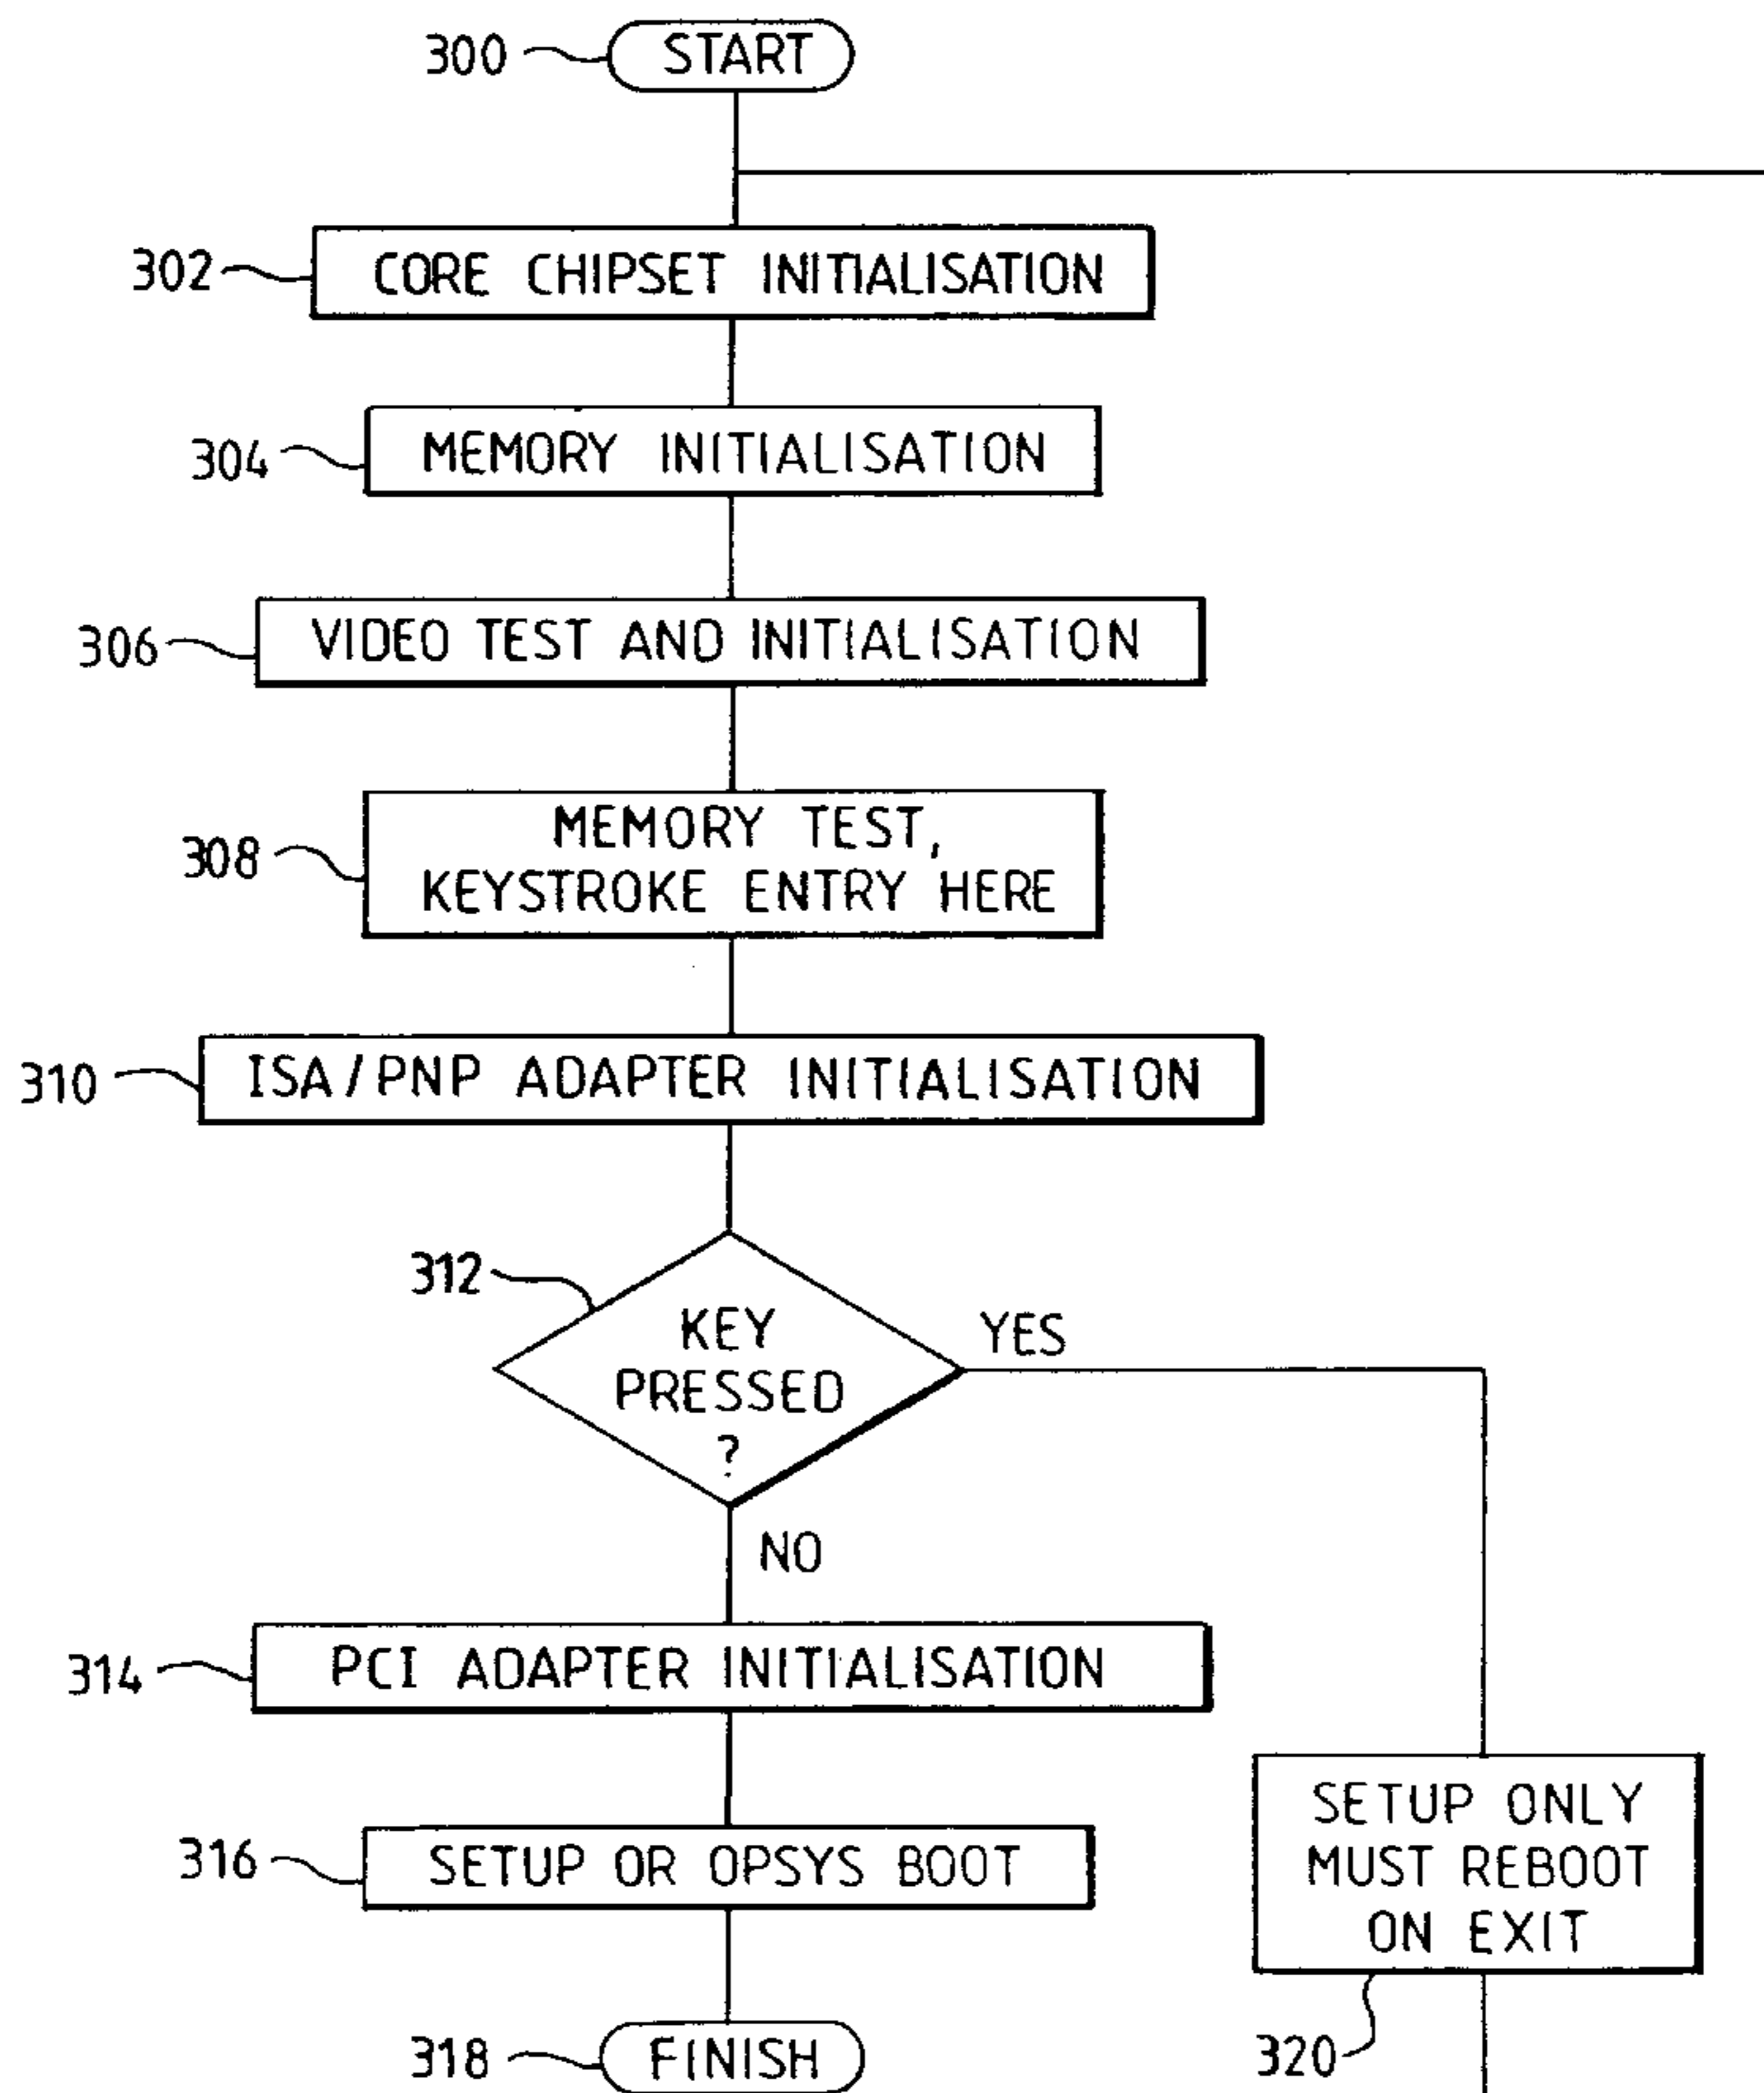 300 START
302 CORE CHIPSET INITIALISATION
304 MEMORY INITIALISATION
306 VIDEO TEST AND INITIALISATION
308 MEMORY TEST,
KEYSTROKE ENTRY HERE
310 ISA/PNP ADAPTER INITIALISATION
312 KEY
PRESSED
?
YES
NO
314 PCI ADAPTER INITIALISATION
316 SETUP OR OPSYS BOOT
318 FINISH
SETUP ONLY
MUST REBOOT
ON EXIT
320